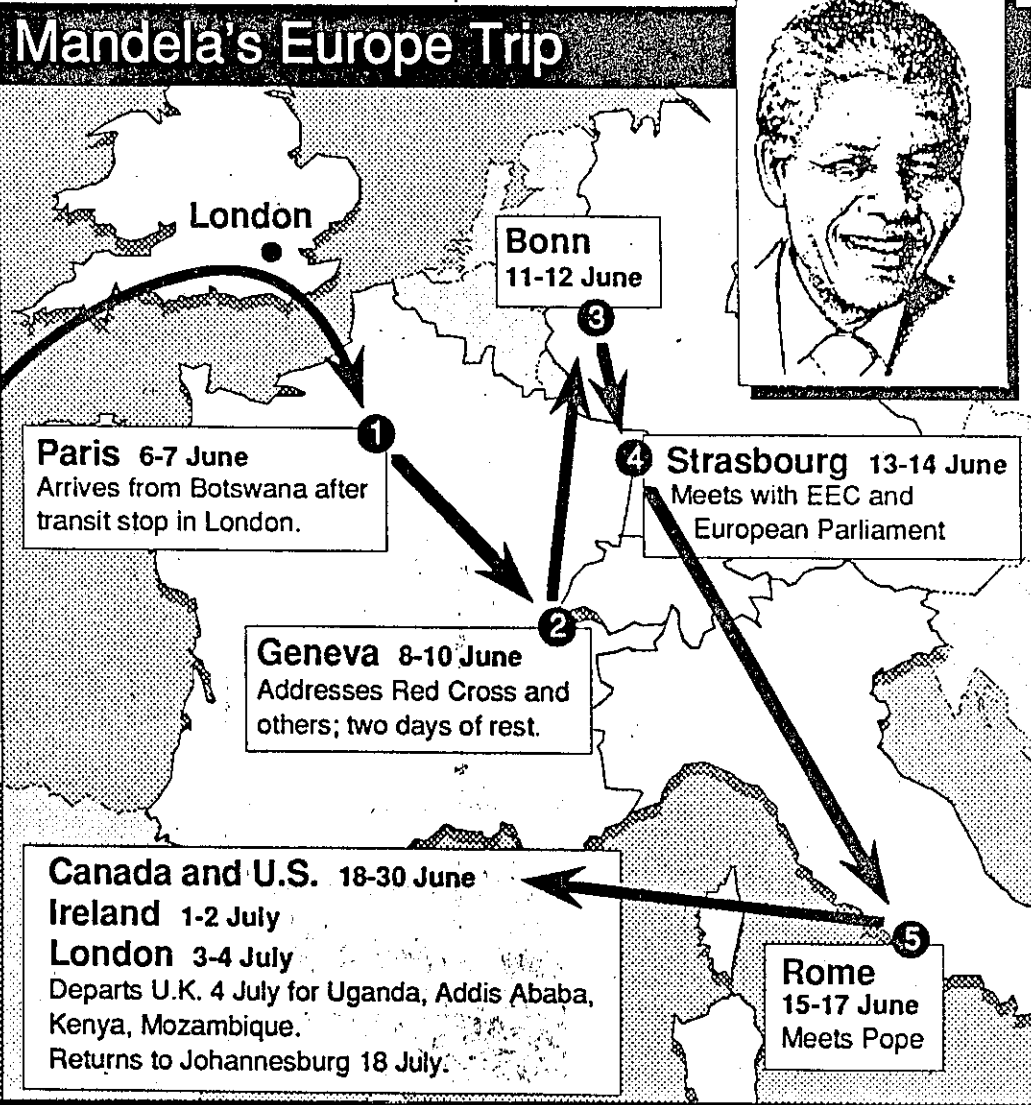 Mandela's Europe Trip
London
Bonn
11-12 June
3
1
Paris 6-7 June
Arrives from Botswana after
transit stop in London.
4 Strasbourg 13-14 June
Meets with EEC and
European Parliament
2
Geneva 8-10 June
Addresses Red Cross and
others; two days of rest.
Canada and U.S. 18-30 June
Ireland 1-2 July
London 3-4 July
Departs U.K. 4 July for Uganda, Addis Ababa,
Kenya, Mozambique.
Returns to Johannesburg 18 July.
5
Rome
15-17 June
Meets Pope